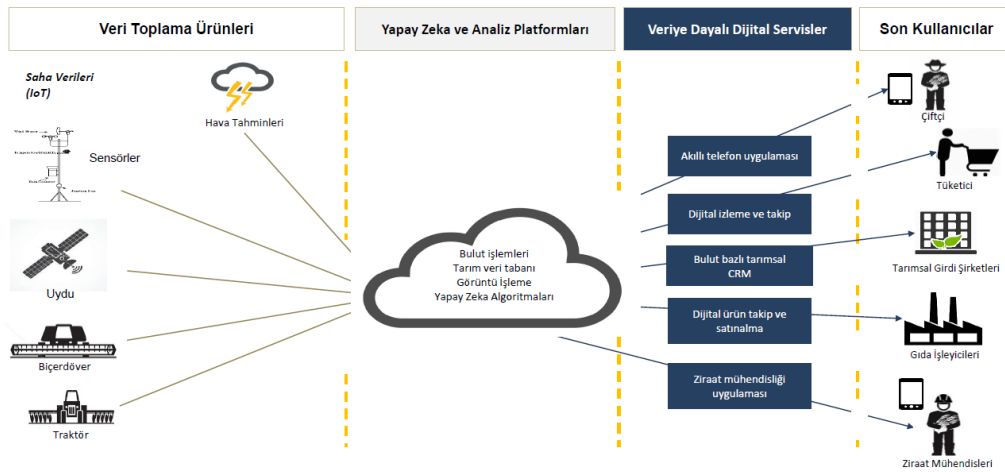 Veri Toplama Ürünleri
Yapay Zeka ve Analiz Platformları
Veriye Dayalı Dijital Servisler
Son Kullanıcılar
Saha Verileri
(IoT)
Hava Tahminleri
Sensörler
Uydu
Biçerdöver
Traktör
Bulut işlemleri
Tarım veri tabanı
Görüntü İşleme
Yapay Zeka Algoritmaları
Akıllı telefon uygulaması
Dijital izleme ve takip
Bulut bazlı tarımsal
CRM
Dijital ürün takip ve
satınalma
Ziraat mühendisliği
uygulaması
Çiftçi
Tüketici
Tarımsal Girdi Şirketleri
Gıda İşleyicileri
Ziraat Mühendisleri